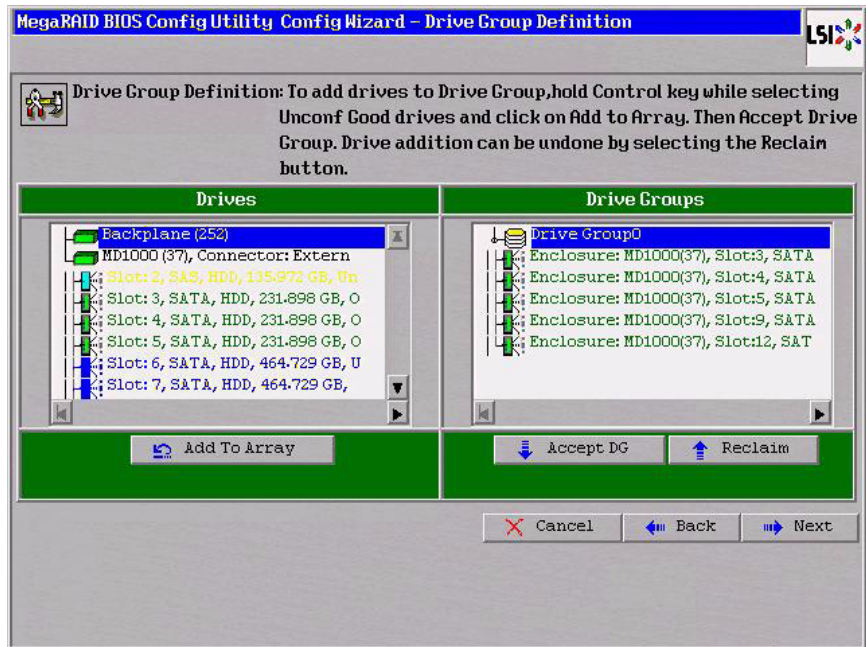 MegaRAID BIOS Config Utility Config Wizard – Drive Group Definition
LSI
Drive Group Definition: To add drives to Drive Group,hold Control key while selecting
Unconf Good drives and click on Add to Array. Then Accept Drive
Group. Drive addition can be undone by selecting the Reclaim
button.
Drives
Drive Groups
Backplane (252)
MD1000 (37), Connector: Extern
Slot: 2, SAS, HDD, 135.972 GB, Un
Slot: 3, SATA, HDD, 231.898 GB, O
Slot: 4, SATA, HDD, 231.898 GB, O
Slot: 5, SATA, HDD, 231.898 GB, O
Slot: 6, SATA, HDD, 464.729 GB, U
Slot: 7, SATA, HDD, 464.729 GB,
Drive Group0
Enclosure: MD1000(37), Slot:3, SATA
Enclosure: MD1000(37), Slot:4, SATA
Enclosure: MD1000(37), Slot:5, SATA
Enclosure: MD1000(37), Slot:9, SATA
Enclosure: MD1000(37), Slot:12, SAT
Add To Array
Accept DG
Reclaim
Cancel
Back
Next